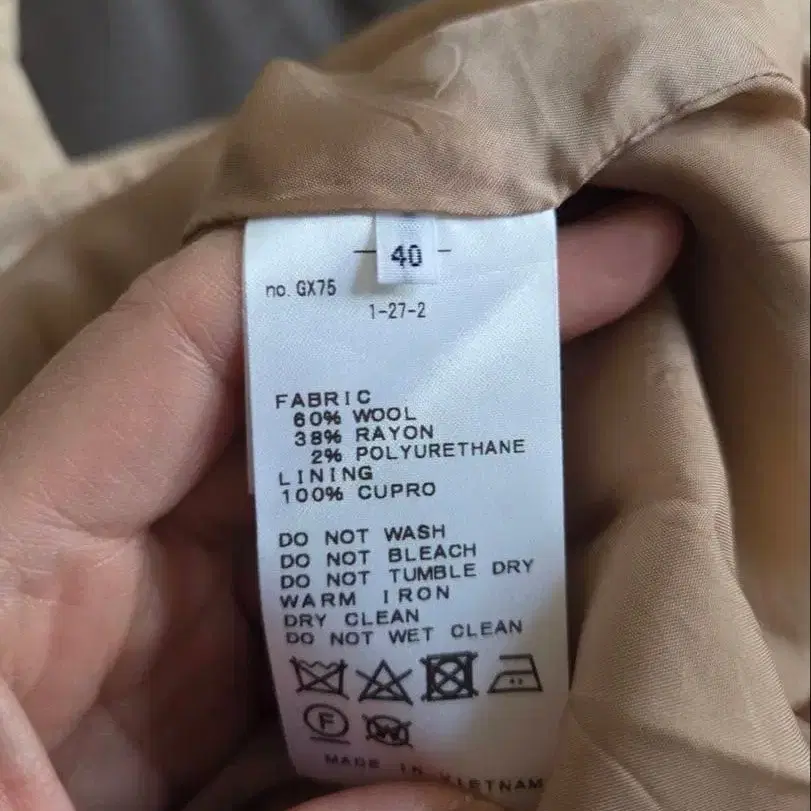 40
no. GX75
1-27-2
FABRIC
60% WOOL
38% RAYON
2% POLYURETHANE
LINING
100% CUPRO
DO NOT WASH
DO NOT BLEACH
DO NOT TUMBLE DRY
WARM IRON
DRY CLEAN
DO NOT WET CLEAN
F W
MADE IN VIETNAM